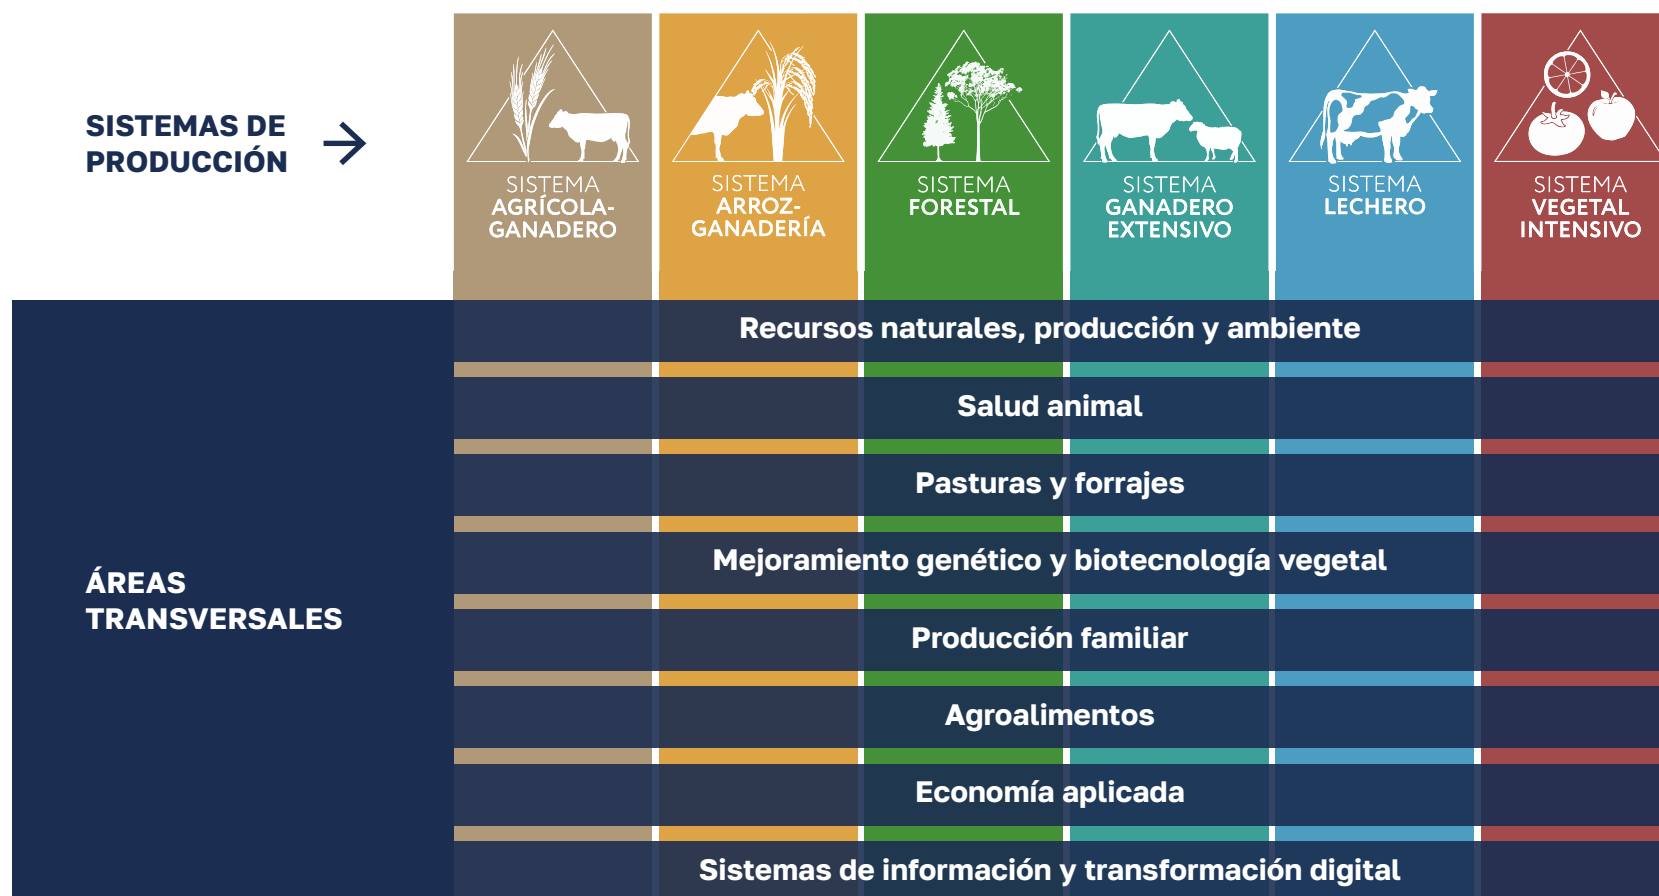 SISTEMAS DE
PRODUCCIÓN
SISTEMA
AGRÍCOLA-
GANADERO
SISTEMA
ARROZ-
GANADERÍA
SISTEMA
FORESTAL
SISTEMA
GANADERO
EXTENSIVO
SISTEMA
LECHERO
SISTEMA
VEGETAL
INTENSIVO
ÁREAS
TRANSVERSALES
Recursos naturales, producción y ambiente
Salud animal
Pasturas y forrajes
Mejoramiento genético y biotecnología vegetal
Producción familiar
Agroalimentos
Economía aplicada
Sistemas de información y transformación digital